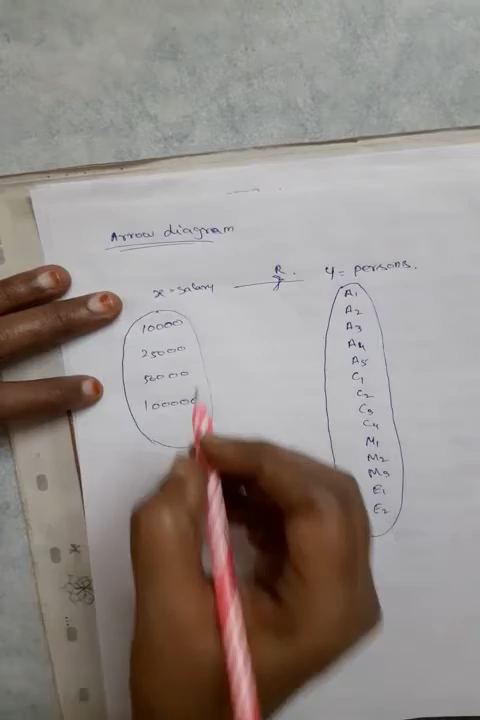 Arrow diagram
x = salary R f y = persons.
10000
25000
50000
100000
A1
A2
A3
A4
A5
C1
C2
C3
C4
M1
M2
M3
E1
E2